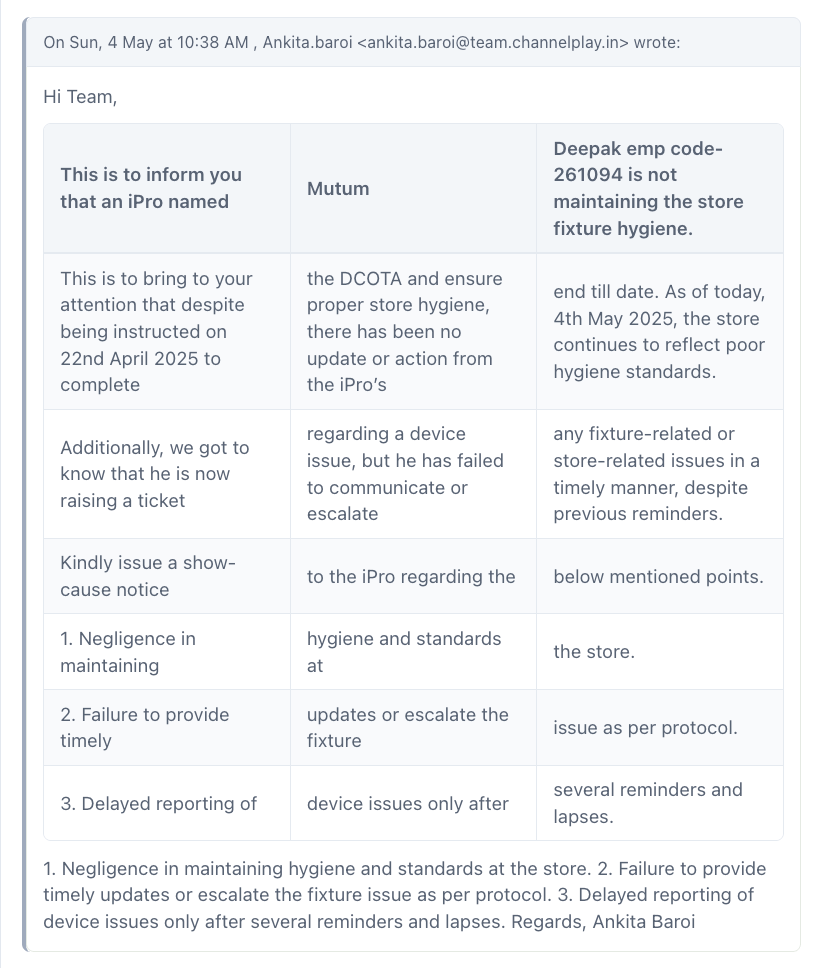 On Sun, 4 May at 10:38 AM , Ankita.baroi <ankita.baroi@team.channelplay.in> wrote:
Hi Team,
This is to inform you
that an iPro named
Mutum
Deepak emp code-
261094 is not
maintaining the store
fixture hygiene.
This is to bring to your
attention that despite
being instructed on
22nd April 2025 to
complete
the DCOTA and ensure
proper store hygiene,
there has been no
update or action from
the iPro’s
end till date. As of today,
4th May 2025, the store
continues to reflect poor
hygiene standards.
Additionally, we got to
know that he is now
raising a ticket
regarding a device
issue, but he has failed
to communicate or
escalate
any fixture-related or
store-related issues in a
timely manner, despite
previous reminders.
Kindly issue a show-
cause notice
to the iPro regarding the
below mentioned points.
1. Negligence in
maintaining
hygiene and standards
at
the store.
2. Failure to provide
timely
updates or escalate the
fixture
issue as per protocol.
3. Delayed reporting of
device issues only after
several reminders and
lapses.
1. Negligence in maintaining hygiene and standards at the store. 2. Failure to provide
timely updates or escalate the fixture issue as per protocol. 3. Delayed reporting of
device issues only after several reminders and lapses. Regards, Ankita Baroi